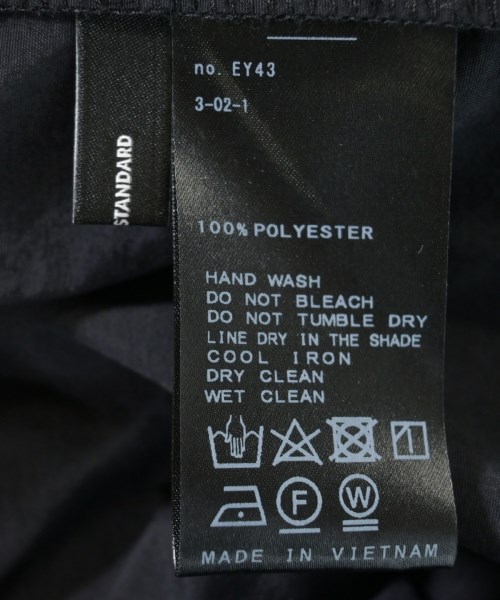 no. EY43
3-02-1
STANDARD
100% POLYESTER
HAND WASH
DO NOT BLEACH
DO NOT TUMBLE DRY
LINE DRY IN THE SHADE
COOL IRON
DRY CLEAN
WET CLEAN
F
W
MADE IN VIETNAM